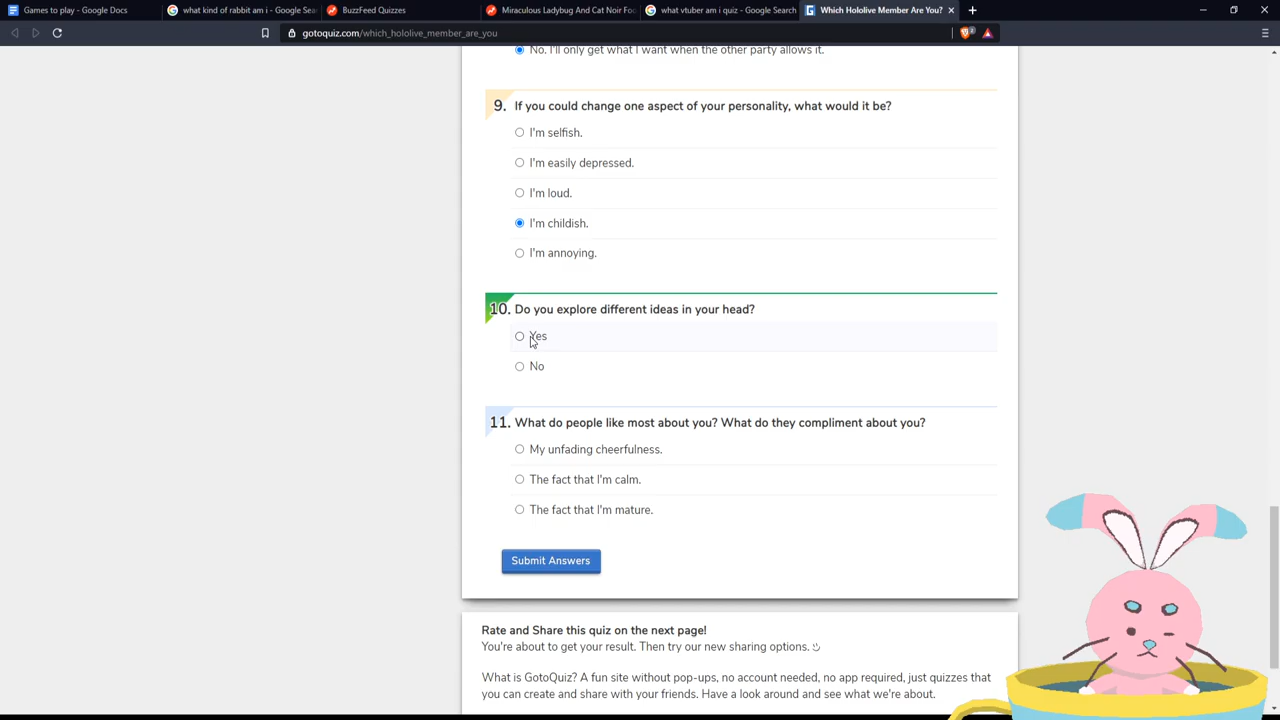 Games to play - Google Docs
what kind of rabbit am i - Google Sea
BuzzFeed Quizzes
Miraculous Ladybug And Cat Noir Fo
what vtuber am i quiz - Google Search
Which Hololive Member Are You?
gotoquiz.com/which_hololive_member_are_you
No. I'll only get what I want when the other party allows it.
9. If you could change one aspect of your personality, what would it be?
I'm selfish.
I'm easily depressed.
I'm loud.
I'm childish.
I'm annoying.
10. Do you explore different ideas in your head?
Yes
No
11. What do people like most about you? What do they compliment about you?
My unfading cheerfulness.
The fact that I'm calm.
The fact that I'm mature.
Submit Answers
Rate and Share this quiz on the next page!
You're about to get your result. Then try our new sharing options.
What is GotoQuiz? A fun site without pop-ups, no account needed, no app required, just quizzes that
you can create and share with your friends. Have a look around and see what we're about.